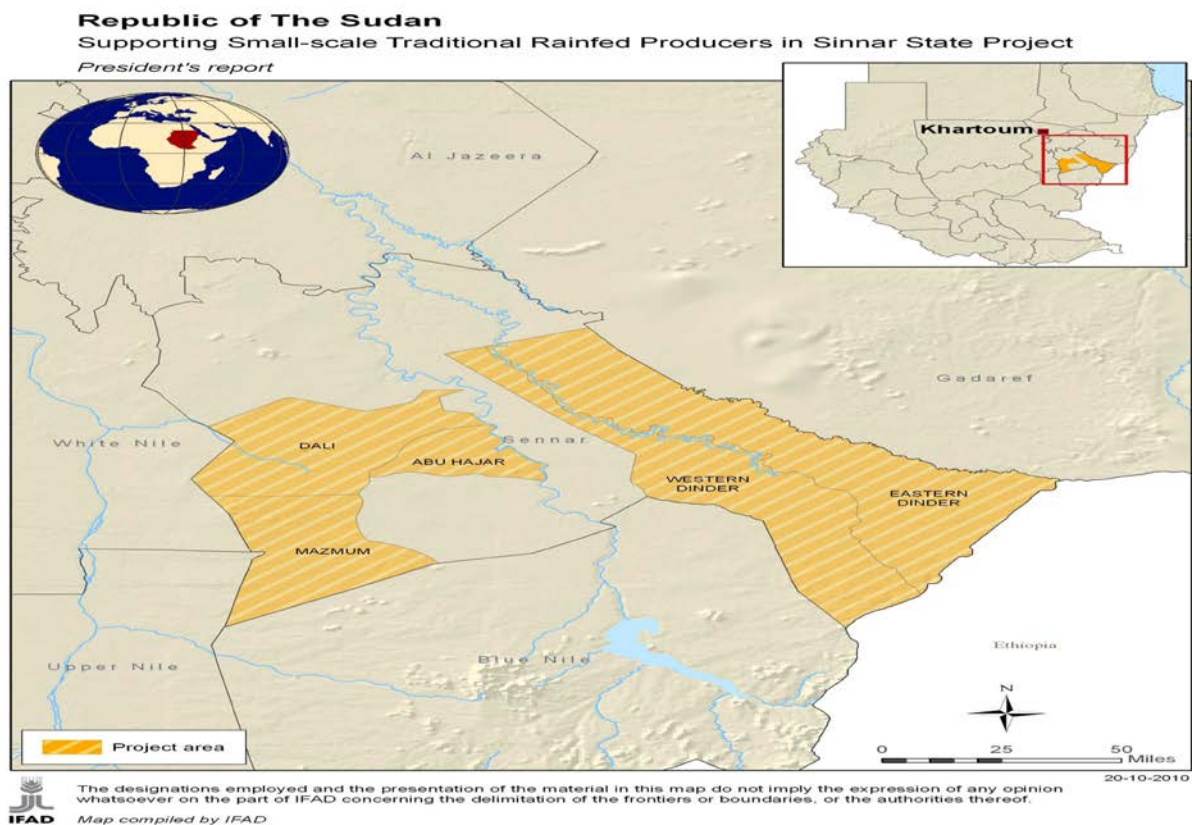 Republic of The Sudan
Supporting Small-scale Traditional Rainfed Producers in Sinnar State Project
President's report
Khartoum
Al Jazeera
Gadaref
White Nile
DALI
Sennar
ABU HAJAR
WESTERN
DINDER
EASTERN
DINDER
MAZMUM
Ethiopia
Upper Nile
Blue Nile
N
Project area
0 25 50
Miles
20-10-2010
The designations employed and the presentation of the material in this map do not imply the expression of any opinion
whatsoever on the part of IFAD concerning the delimitation of the frontiers or boundaries, or the authorities thereof.
IFAD
Map compiled by IFAD